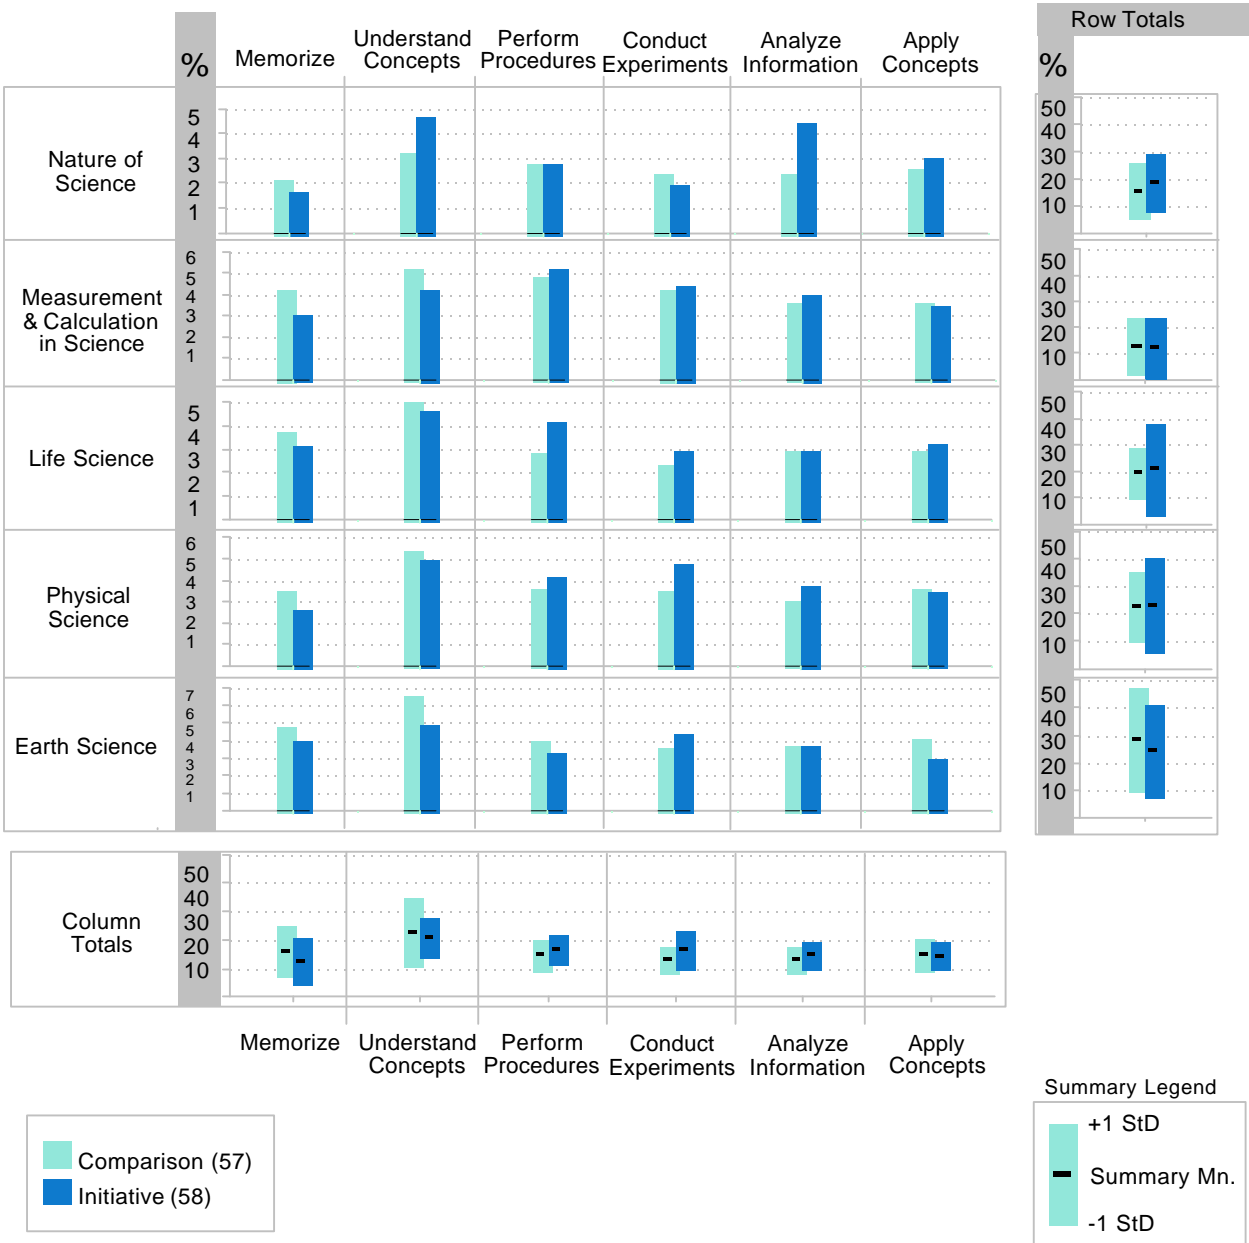 Row Totals
%
Memorize
Understand
Concepts
Perform
Procedures
Conduct
Experiments
Analyze
Information
Apply
Concepts
%
Nature of
Science
5
4
3
2
1
50
40
30
20
10
Measurement
& Calculation
in Science
6
5
4
3
2
1
50
40
30
20
10
Life Science
5
4
3
2
1
50
40
30
20
10
Physical
Science
6
5
4
3
2
1
50
40
30
20
10
Earth Science
7
6
5
4
3
2
1
50
40
30
20
10
Column
Totals
50
40
30
20
10
Memorize
Understand
Concepts
Perform
Procedures
Conduct
Experiments
Analyze
Information
Apply
Concepts
Comparison (57)
Initiative (58)
Summary Legend
+1 StD
Summary Mn.
-1 StD